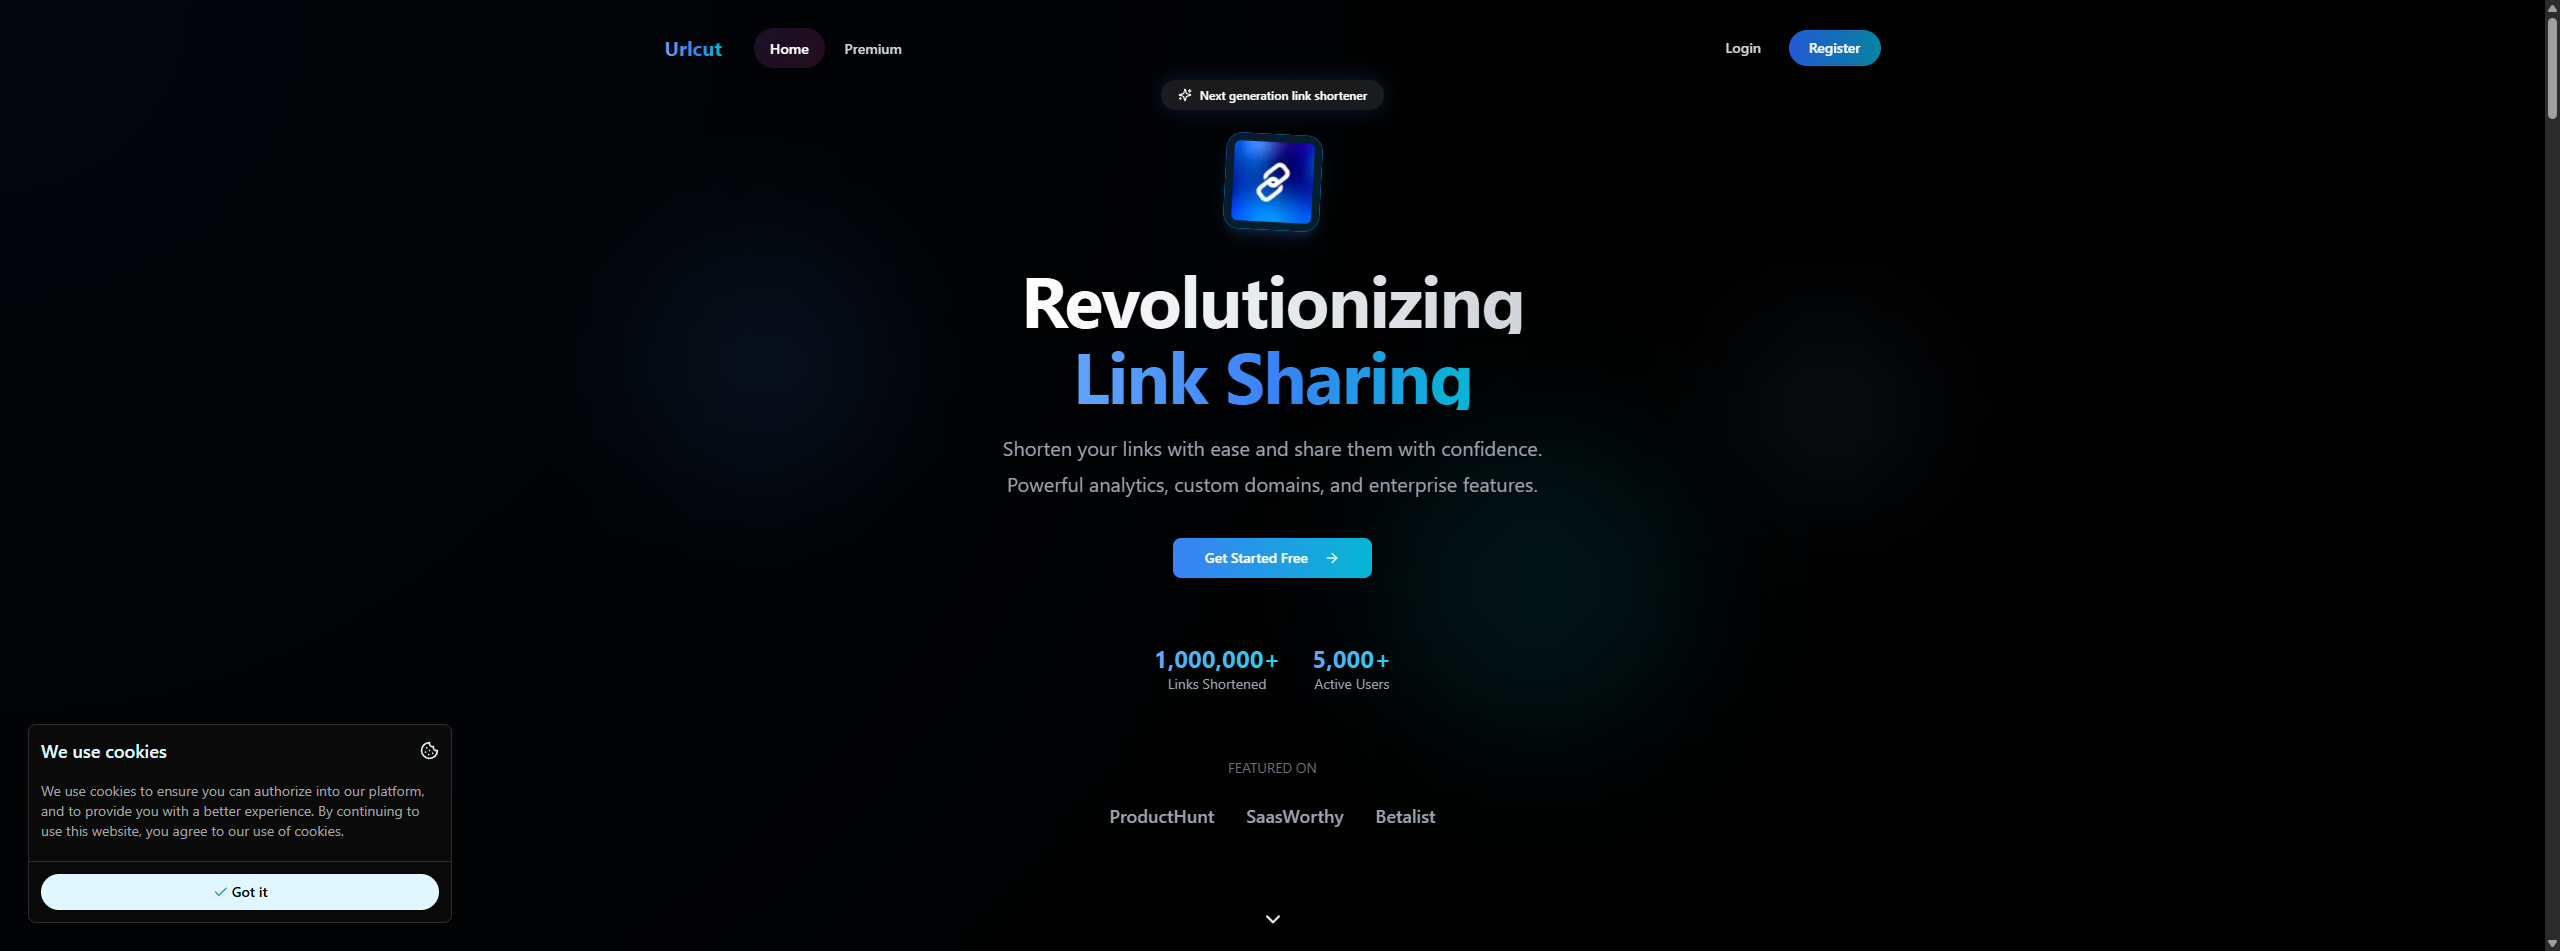 Urlcut
Home
Premium
Login
Register
Next generation link shortener
Revolutionizing
Link Sharing
Shorten your links with ease and share them with confidence.
Powerful analytics, custom domains, and enterprise features.
Get Started Free
1,000,000+
Links Shortened
5,000+
Active Users
FEATURED ON
ProductHunt
SaasWorthy
Betalist
We use cookies
We use cookies to ensure you can authorize into our platform,
and to provide you with a better experience. By continuing to
use this website, you agree to our use of cookies.
Got it